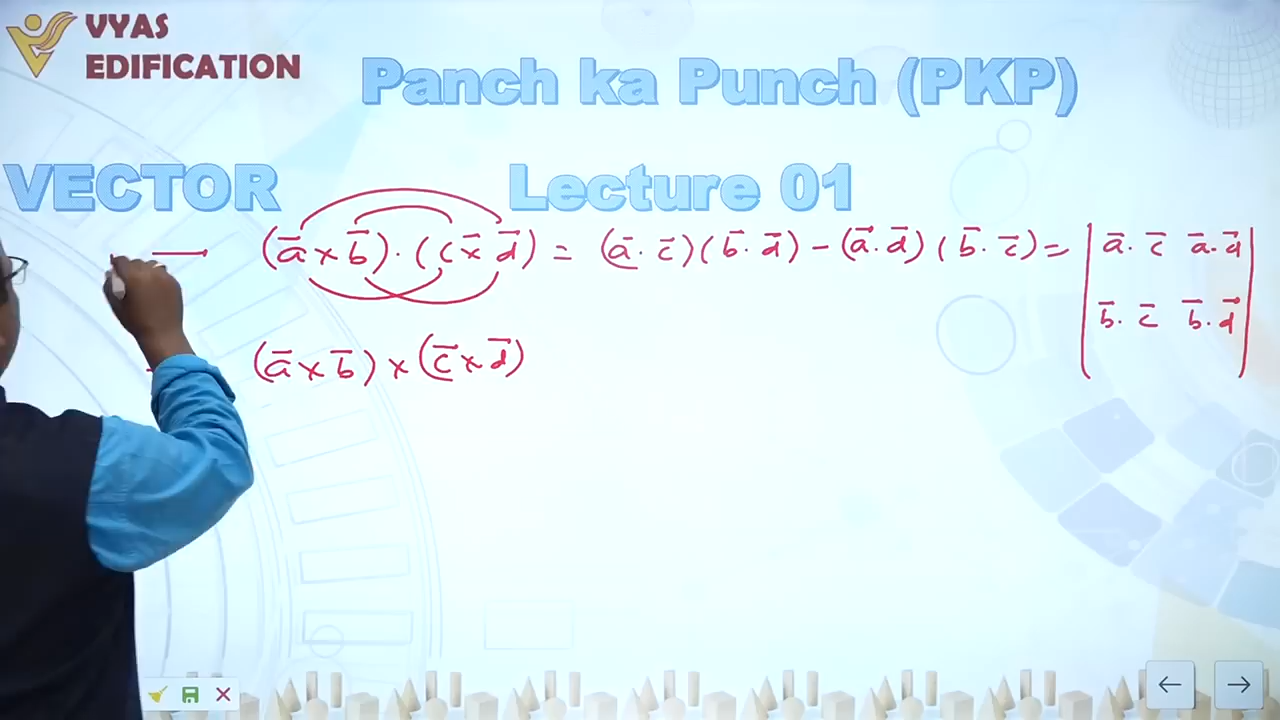 VYAS
EDIFICATION
Panch ka Punch (PKP)
VECTOR Lecture 01
→ (a⃗ × b⃗) · (c⃗ × d⃗) = (a⃗ · c⃗)(b⃗ · d⃗) − (a⃗ · d⃗)(b⃗ · c⃗) = | a⃗ · c⃗ a⃗ · d⃗ |
| b⃗ · c⃗ b⃗ · d⃗ |
(a⃗ × b⃗) × (c⃗ × d⃗)